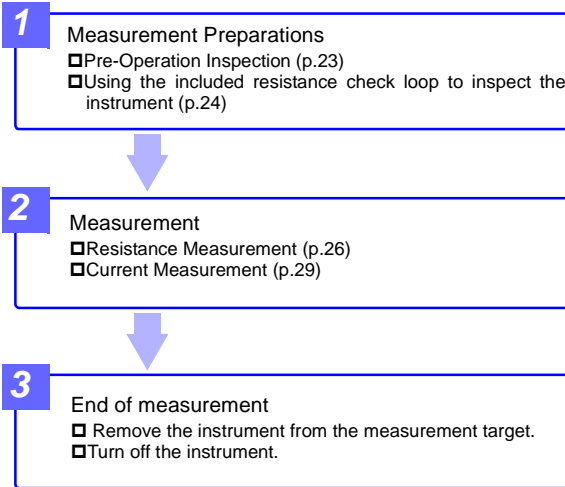 1
Measurement Preparations
❑Pre-Operation Inspection (p.23)
❑Using the included resistance check loop to inspect the
instrument (p.24)
2
Measurement
❑Resistance Measurement (p.26)
❑Current Measurement (p.29)
3
End of measurement
❑ Remove the instrument from the measurement target.
❑Turn off the instrument.